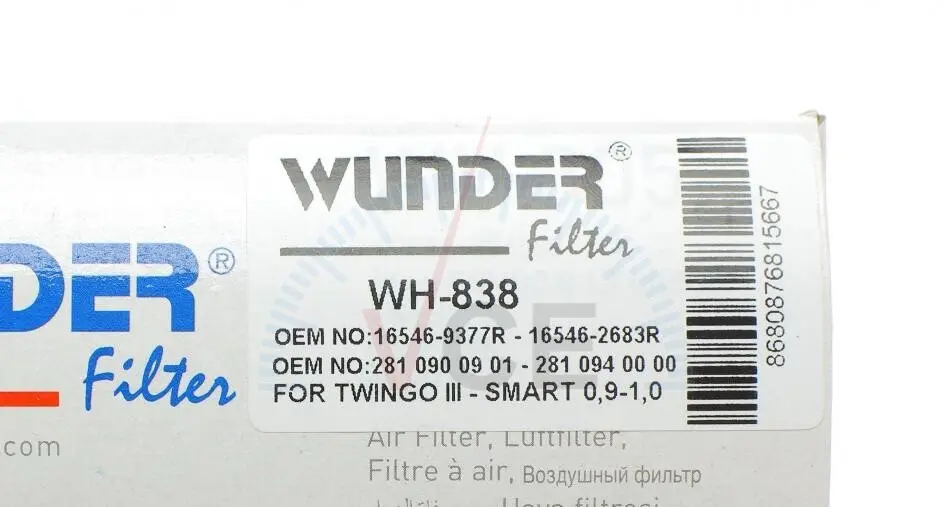 WUNDER®
Filter
WH-838
OEM NO:16546-9377R - 16546-2683R
OEM NO:281 090 09 01 - 281 094 00 00
FOR TWINGO III - SMART 0,9-1,0
8680876815667
DER®
Filter
.com
Air Filter, Luftfilter,
Filtre à air, Воздушный фильтр
Hava filtresi